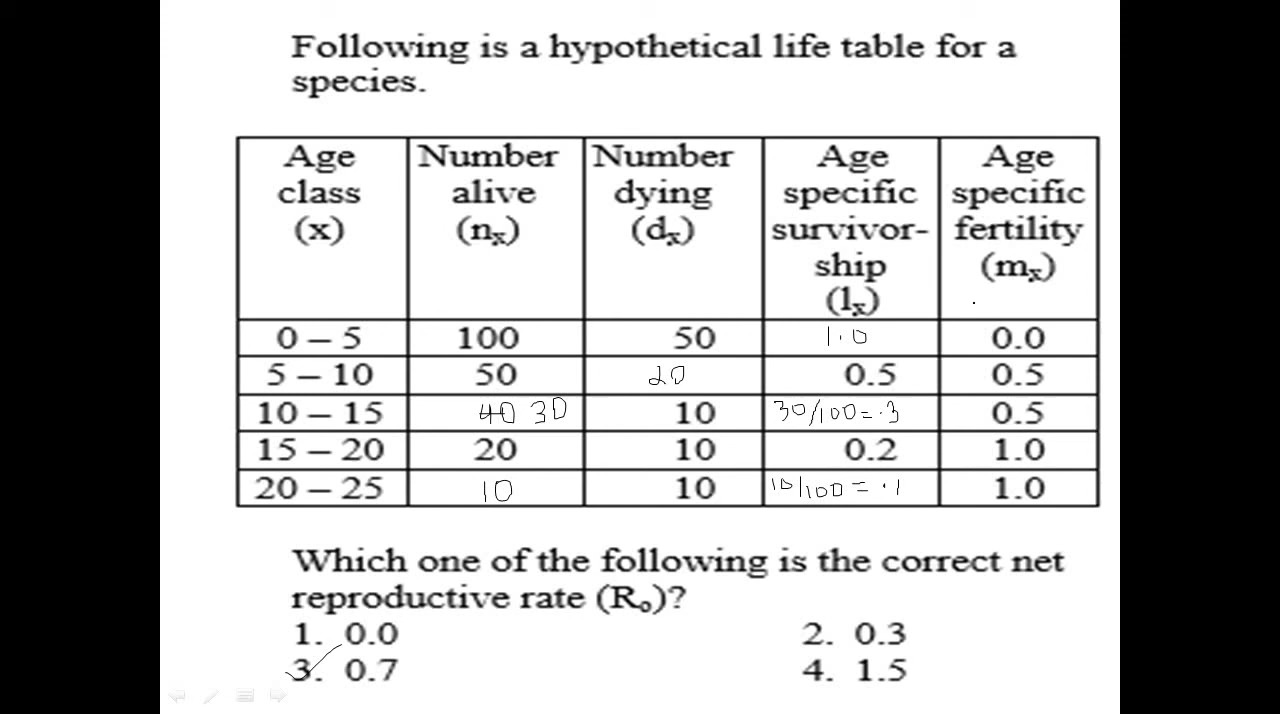 Following is a hypothetical life table for a
species.
Age class (x) Number alive (nx) Number dying (dx) Age specific survivor-ship (lx) Age specific fertility (mx)
0 – 5 100 50 1.0 0.0
5 – 10 50 20 0.5 0.5
10 – 15 40 30 10 30/100=.3 0.5
15 – 20 20 10 0.2 1.0
20 – 25 10 10 10/100=.1 1.0
Which one of the following is the correct net
reproductive rate (Ro)?
1. 0.0 2. 0.3
3. 0.7 4. 1.5